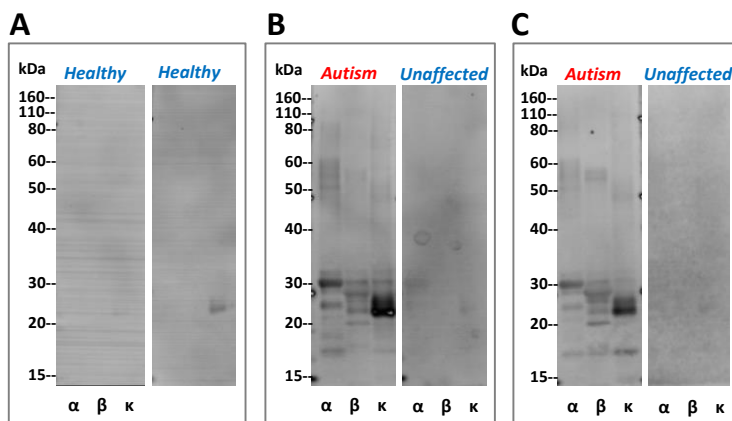 A
kDa
Healthy
Healthy
160--
110--
80--
60--
50--
40--
30--
20--
15--
α β κ
B
kDa
Autism
Unaffected
160--
110--
80--
60--
50--
40--
30--
20--
15--
α β κ
α β κ
C
kDa
Autism
Unaffected
160--
110--
80--
60--
50--
40--
30--
20--
15--
α β κ
α β κ